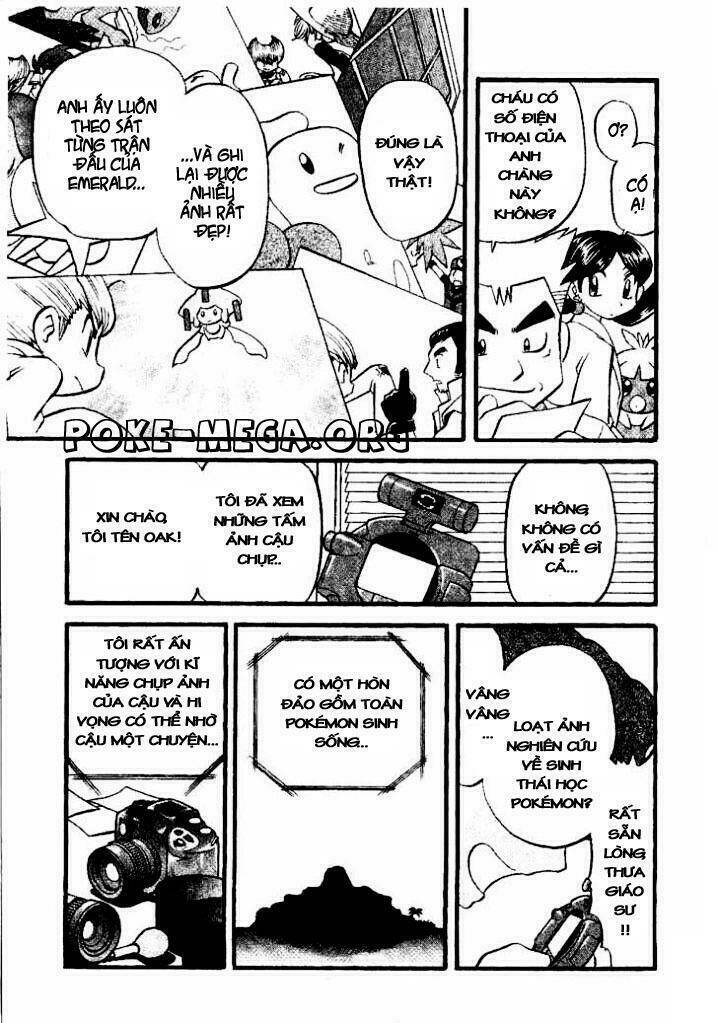 ANH ẤY LUÔN
THEO SÁT
TỪNG TRẬN
ĐẤU CỦA
EMERALD...
...VÀ GHI
LẠI ĐƯỢC
NHIỀU
ẢNH RẤT
ĐẸP!
ĐÚNG LÀ
VẬY
THẬT!
CHÁU CÓ
SỐ ĐIỆN
THOẠI CỦA
ANH
CHÀNG
NÀY
KHÔNG?
Ơ?
CÓ
Ạ!
POKE-MEGA.ORG
XIN CHÀO,
TÔI TÊN OAK!
TÔI ĐÃ XEM
NHỮNG TẤM
ẢNH CẬU
CHỤP...
KHÔNG,
KHÔNG CÓ
VẤN ĐỀ GÌ
CẢ...
TÔI RẤT ẤN
TƯỢNG VỚI KĨ
NĂNG CHỤP ẢNH
CỦA CẬU VÀ HI
VỌNG CÓ THỂ NHỜ
CẬU MỘT CHUYỆN...
CÓ MỘT HÒN
ĐẢO GỒM TOÀN
POKÉMON SINH
SỐNG...
VÂNG
VÂNG
...
LOẠT ẢNH
NGHIÊN CỨU
VỀ SINH
THÁI HỌC
POKÉMON?
RẤT
SẴN
LÒNG,
THƯA
GIÁO
SƯ
!!